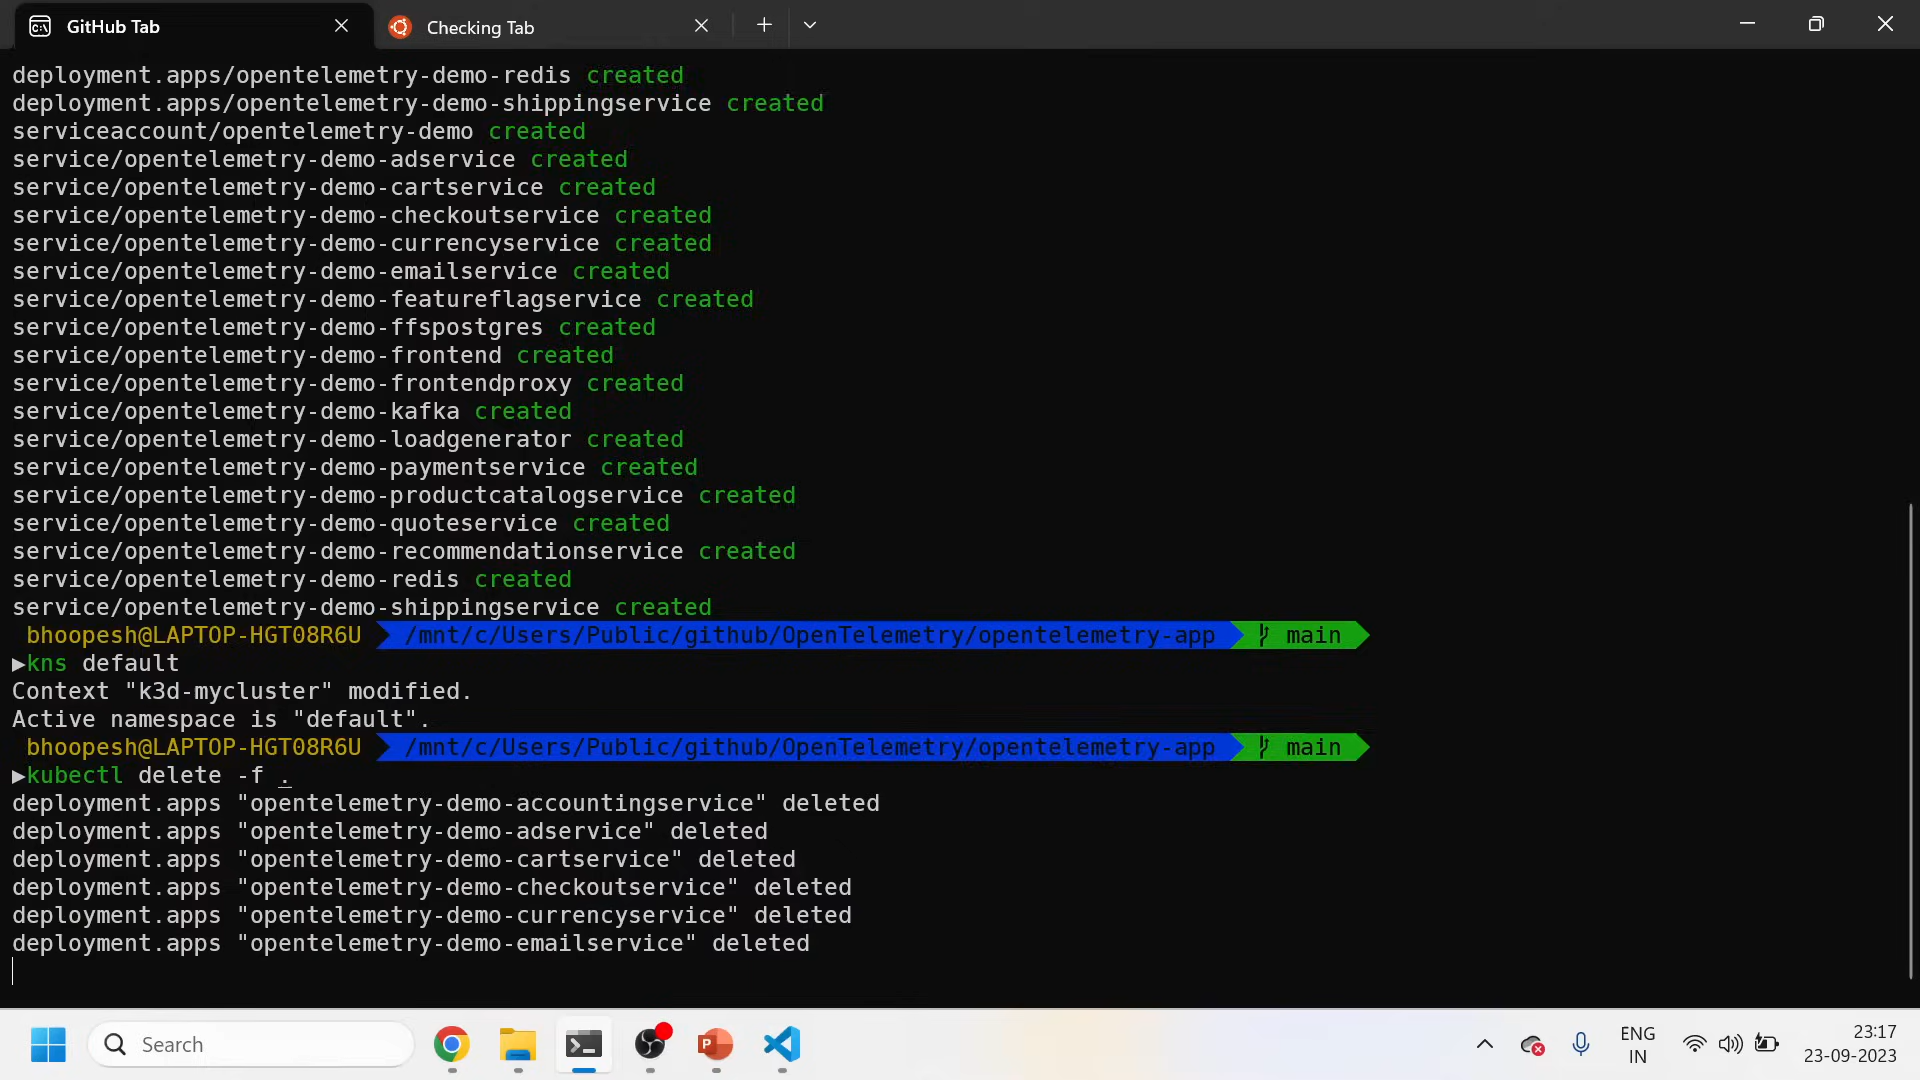 GitHub Tab
Checking Tab
deployment.apps/opentelemetry-demo-redis created
deployment.apps/opentelemetry-demo-shippingservice created
serviceaccount/opentelemetry-demo created
service/opentelemetry-demo-adservice created
service/opentelemetry-demo-cartservice created
service/opentelemetry-demo-checkoutservice created
service/opentelemetry-demo-currencyservice created
service/opentelemetry-demo-emailservice created
service/opentelemetry-demo-featureflagservice created
service/opentelemetry-demo-ffspostgres created
service/opentelemetry-demo-frontend created
service/opentelemetry-demo-frontendproxy created
service/opentelemetry-demo-kafka created
service/opentelemetry-demo-loadgenerator created
service/opentelemetry-demo-paymentservice created
service/opentelemetry-demo-productcatalogservice created
service/opentelemetry-demo-quoteservice created
service/opentelemetry-demo-recommendationservice created
service/opentelemetry-demo-redis created
service/opentelemetry-demo-shippingservice created
bhoopesh@LAPTOP-HGT08R6U /mnt/c/Users/Public/github/OpenTelemetry/opentelemetry-app main
▶kns default
Context "k3d-mycluster" modified.
Active namespace is "default".
bhoopesh@LAPTOP-HGT08R6U /mnt/c/Users/Public/github/OpenTelemetry/opentelemetry-app main
▶kubectl delete -f .
deployment.apps "opentelemetry-demo-accountingservice" deleted
deployment.apps "opentelemetry-demo-adservice" deleted
deployment.apps "opentelemetry-demo-cartservice" deleted
deployment.apps "opentelemetry-demo-checkoutservice" deleted
deployment.apps "opentelemetry-demo-currencyservice" deleted
deployment.apps "opentelemetry-demo-emailservice" deleted
Search
ENG
IN
23:17
23-09-2023